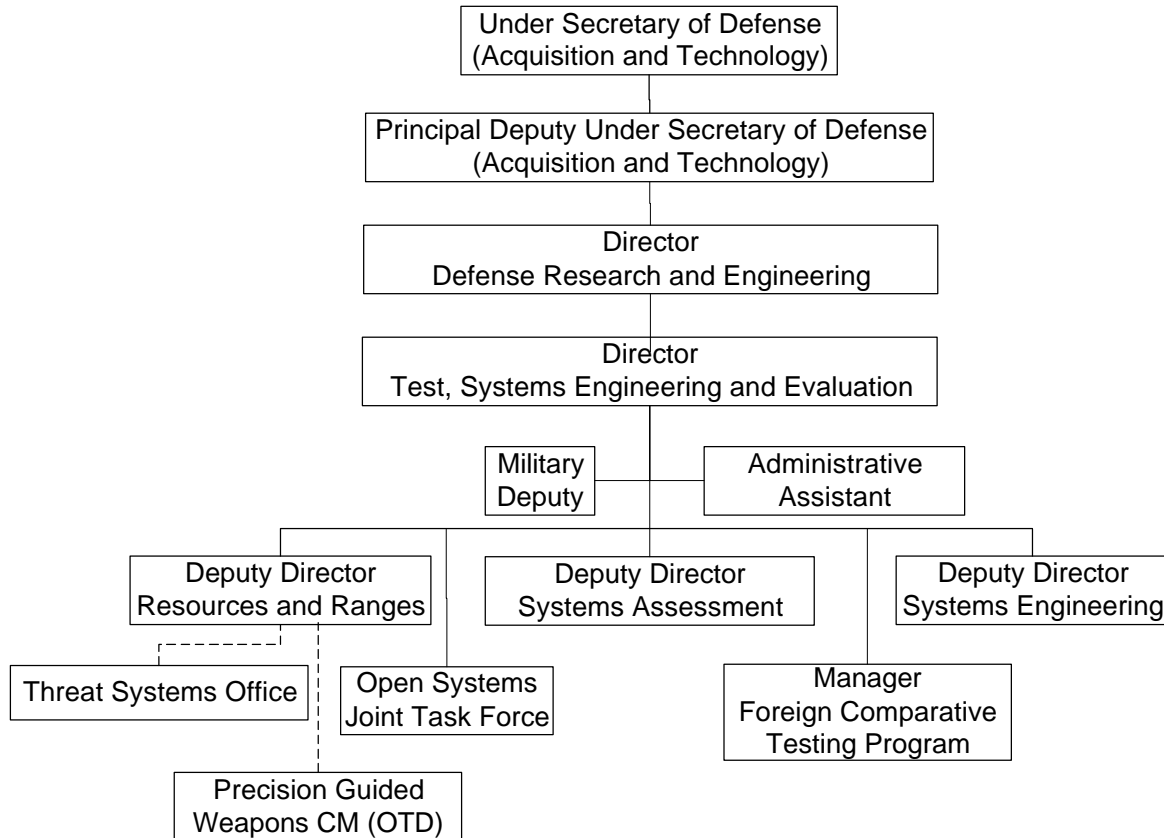 Under Secretary of Defense
(Acquisition and Technology)
Principal Deputy Under Secretary of Defense
(Acquisition and Technology)
Director
Defense Research and Engineering
Director
Test, Systems Engineering and Evaluation
Military
Deputy
Administrative
Assistant
Deputy Director
Resources and Ranges
Deputy Director
Systems Assessment
Deputy Director
Systems Engineering
Threat Systems Office
Open Systems
Joint Task Force
Manager
Foreign Comparative
Testing Program
Precision Guided
Weapons CM (OTD)